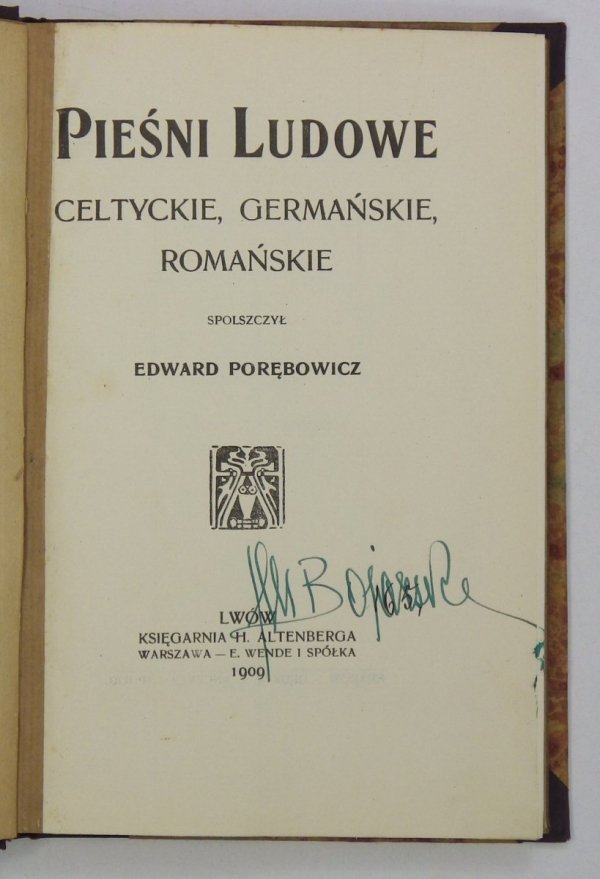 PIEŚNI LUDOWE
CELTYCKIE, GERMAŃSKIE,
ROMAŃSKIE
SPOLSZCZYŁ
EDWARD PORĘBOWICZ
LWÓW
KSIĘGARNIA H. ALTENBERGA
WARSZAWA — E. WENDE I SPÓŁKA
1909